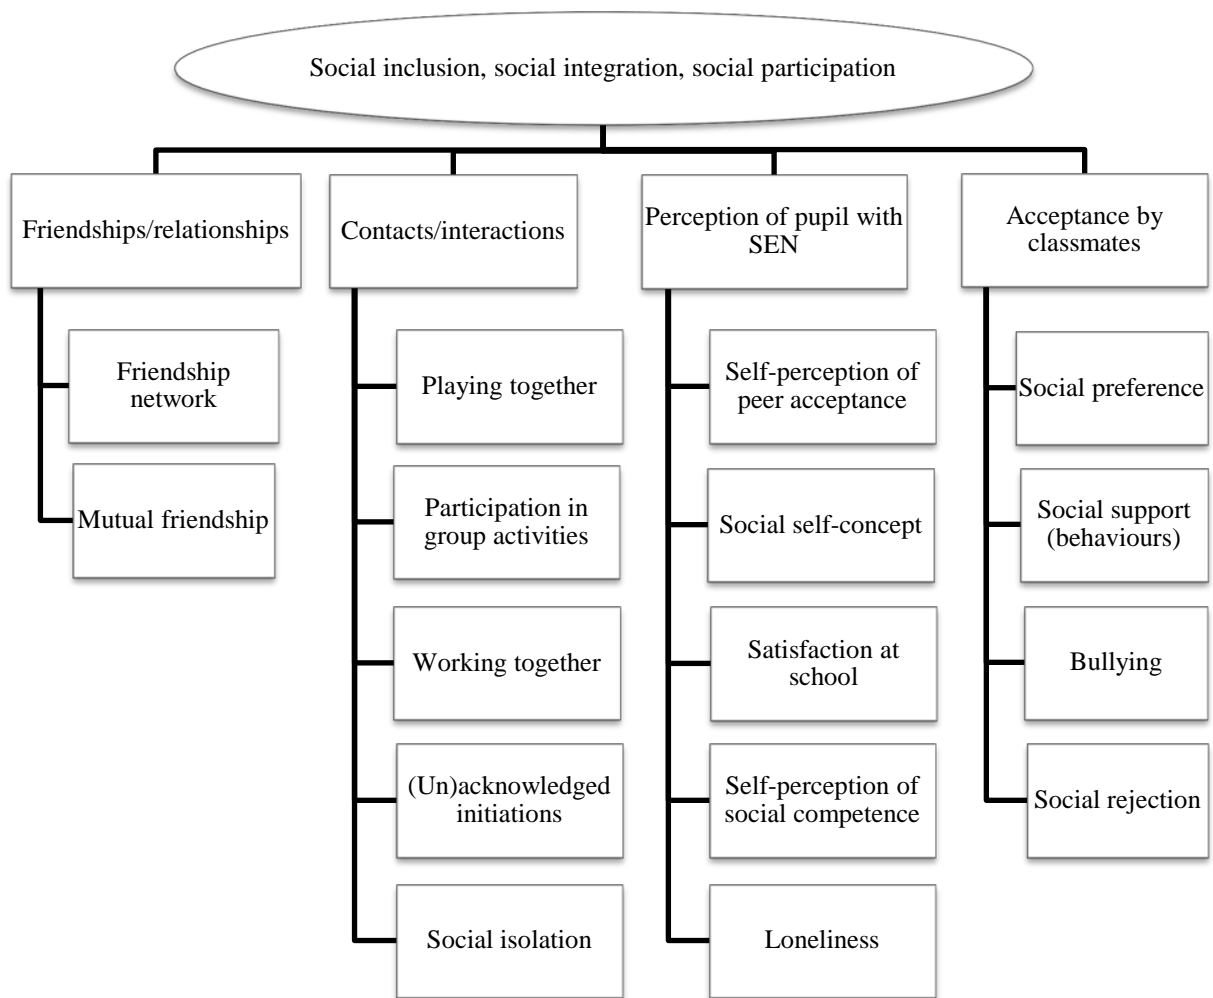 Social inclusion, social integration, social participation
Friendships/relationships
Friendship
network
Mutual friendship
Contacts/interactions
Playing together
Participation in
group activities
Working together
(Un)acknowledged
initiations
Social isolation
Perception of pupil with
SEN
Self-perception of
peer acceptance
Social self-concept
Satisfaction at
school
Self-perception of
social competence
Loneliness
Acceptance by
classmates
Social preference
Social support
(behaviours)
Bullying
Social rejection